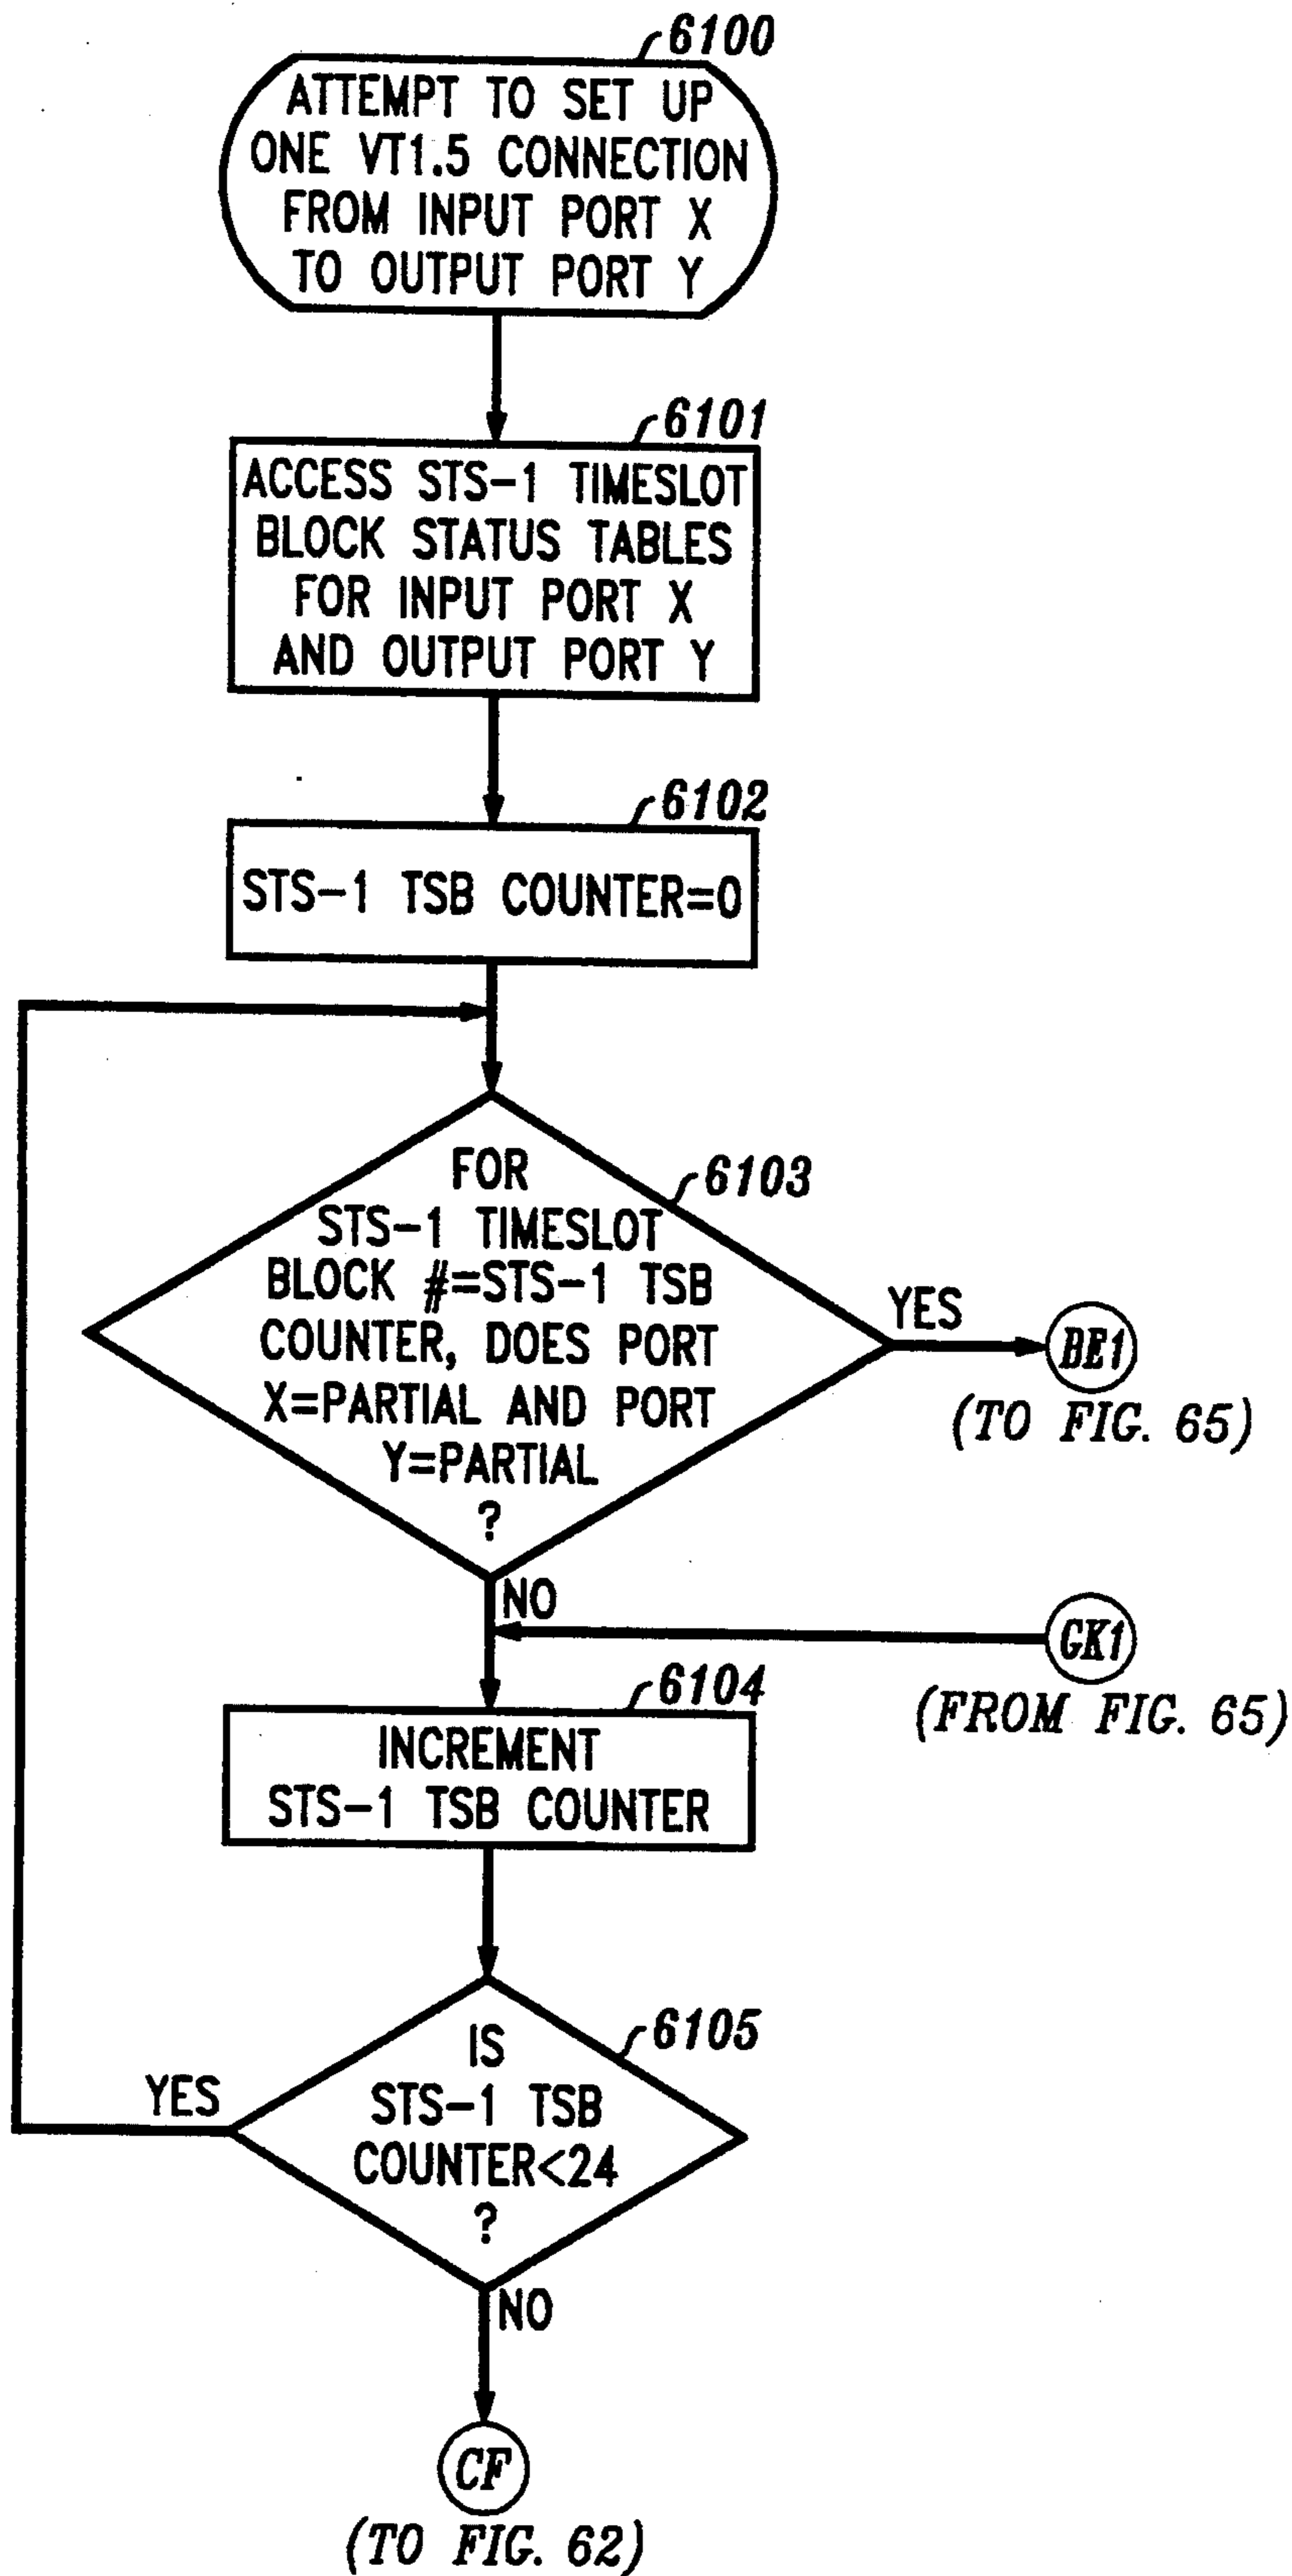 6100
ATTEMPT TO SET UP
ONE VT1.5 CONNECTION
FROM INPUT PORT X
TO OUTPUT PORT Y
6101
ACCESS STS-1 TIMESLOT
BLOCK STATUS TABLES
FOR INPUT PORT X
AND OUTPUT PORT Y
6102
STS-1 TSB COUNTER=0
6103
FOR
STS-1 TIMESLOT
BLOCK #=STS-1 TSB
COUNTER, DOES PORT
X=PARTIAL AND PORT
Y=PARTIAL
?
YES
BE1
(TO FIG. 65)
NO
GK1
(FROM FIG. 65)
6104
INCREMENT
STS-1 TSB COUNTER
6105
IS
STS-1 TSB
COUNTER<24
?
YES
NO
CF
(TO FIG. 62)